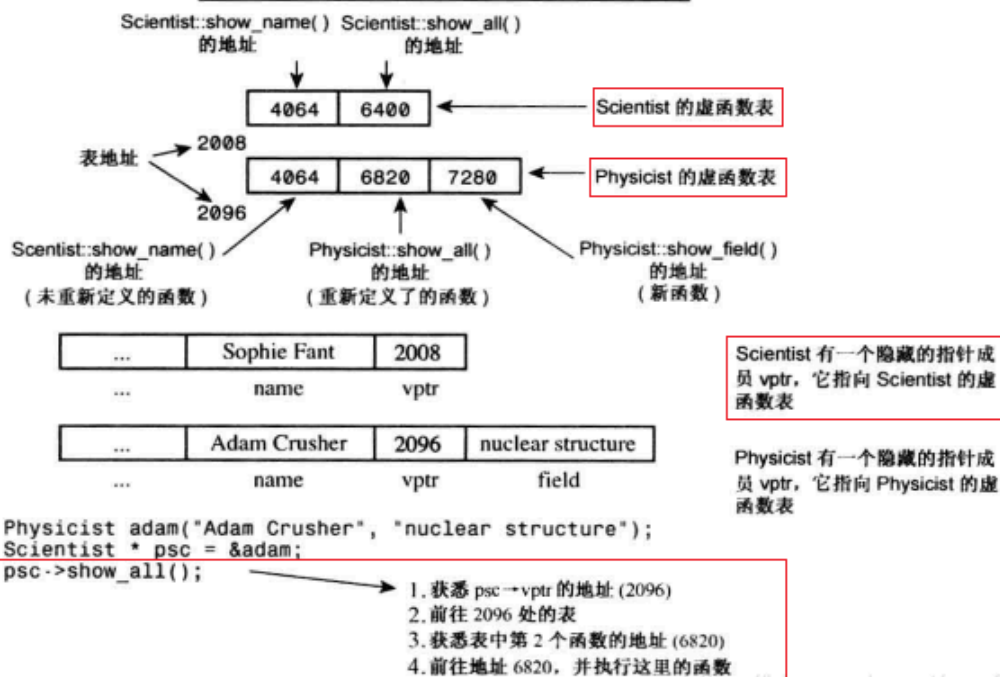 Scientist::show_name( ) Scientist::show_all( )
的地址 的地址
4064 6400
Scientist 的虚函数表
表地址
2008
4064 6820 7280
Physicist 的虚函数表
2096
Scentist::show_name( ) Physicist::show_all( ) Physicist::show_field( )
的地址 的地址 的地址
( 未重新定义的函数 ) ( 重新定义了的函数 ) ( 新函数 )
... Sophie Fant 2008
... name vptr
Scientist 有一个隐藏的指针成
员 vptr，它指向 Scientist 的虚
函数表
... Adam Crusher 2096 nuclear structure
... name vptr field
Physicist 有一个隐藏的指针成
员 vptr，它指向 Physicist 的虚
函数表
Physicist adam("Adam Crusher", "nuclear structure");
Scientist * psc = &adam;
psc->show_all();
1. 获悉 psc→vptr 的地址 (2096)
2. 前往 2096 处的表
3. 获悉表中第 2 个函数的地址 (6820)
4. 前往地址 6820，并执行这里的函数